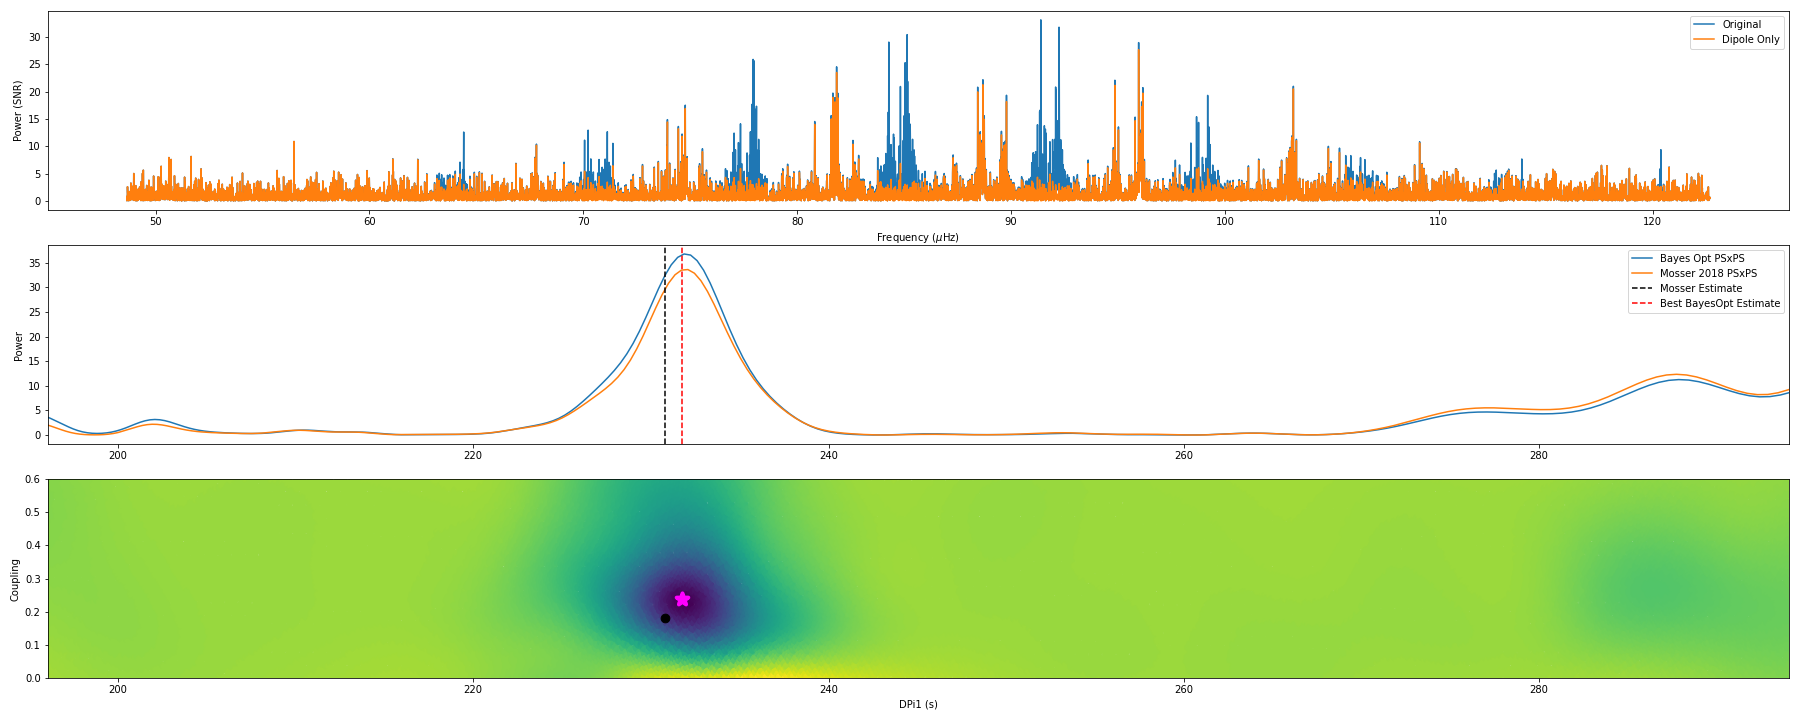 Power (SNR)
35
30
25
20
15
10
5
0
Original
Dipole Only
50 60 70 80 90 100 110 120
Frequency (μHz)
Power
35
30
25
20
15
10
5
0
Bayes Opt PSxPS
Mosser 2018 PSxPS
Mosser Estimate
Best BayesOpt Estimate
200 220 240 260 280
Coupling
0.6
0.5
0.4
0.3
0.2
0.1
0.0
200 220 240 260 280
DPi1 (s)